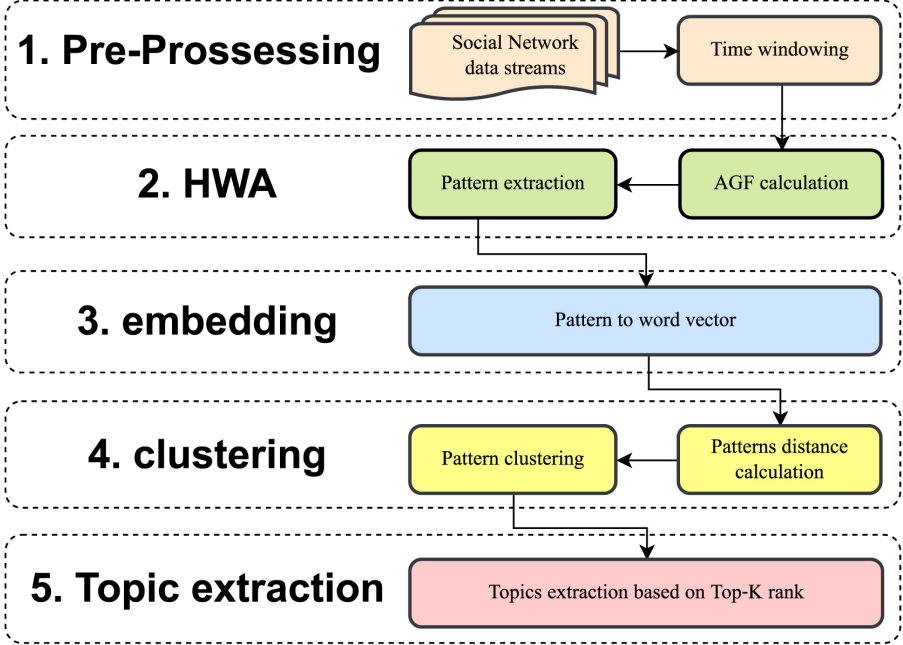 1. Pre-Prossessing
Social Network
data streams
Time windowing
2. HWA
Pattern extraction
AGF calculation
3. embedding
Pattern to word vector
4. clustering
Pattern clustering
Patterns distance
calculation
5. Topic extraction
Topics extraction based on Top-K rank